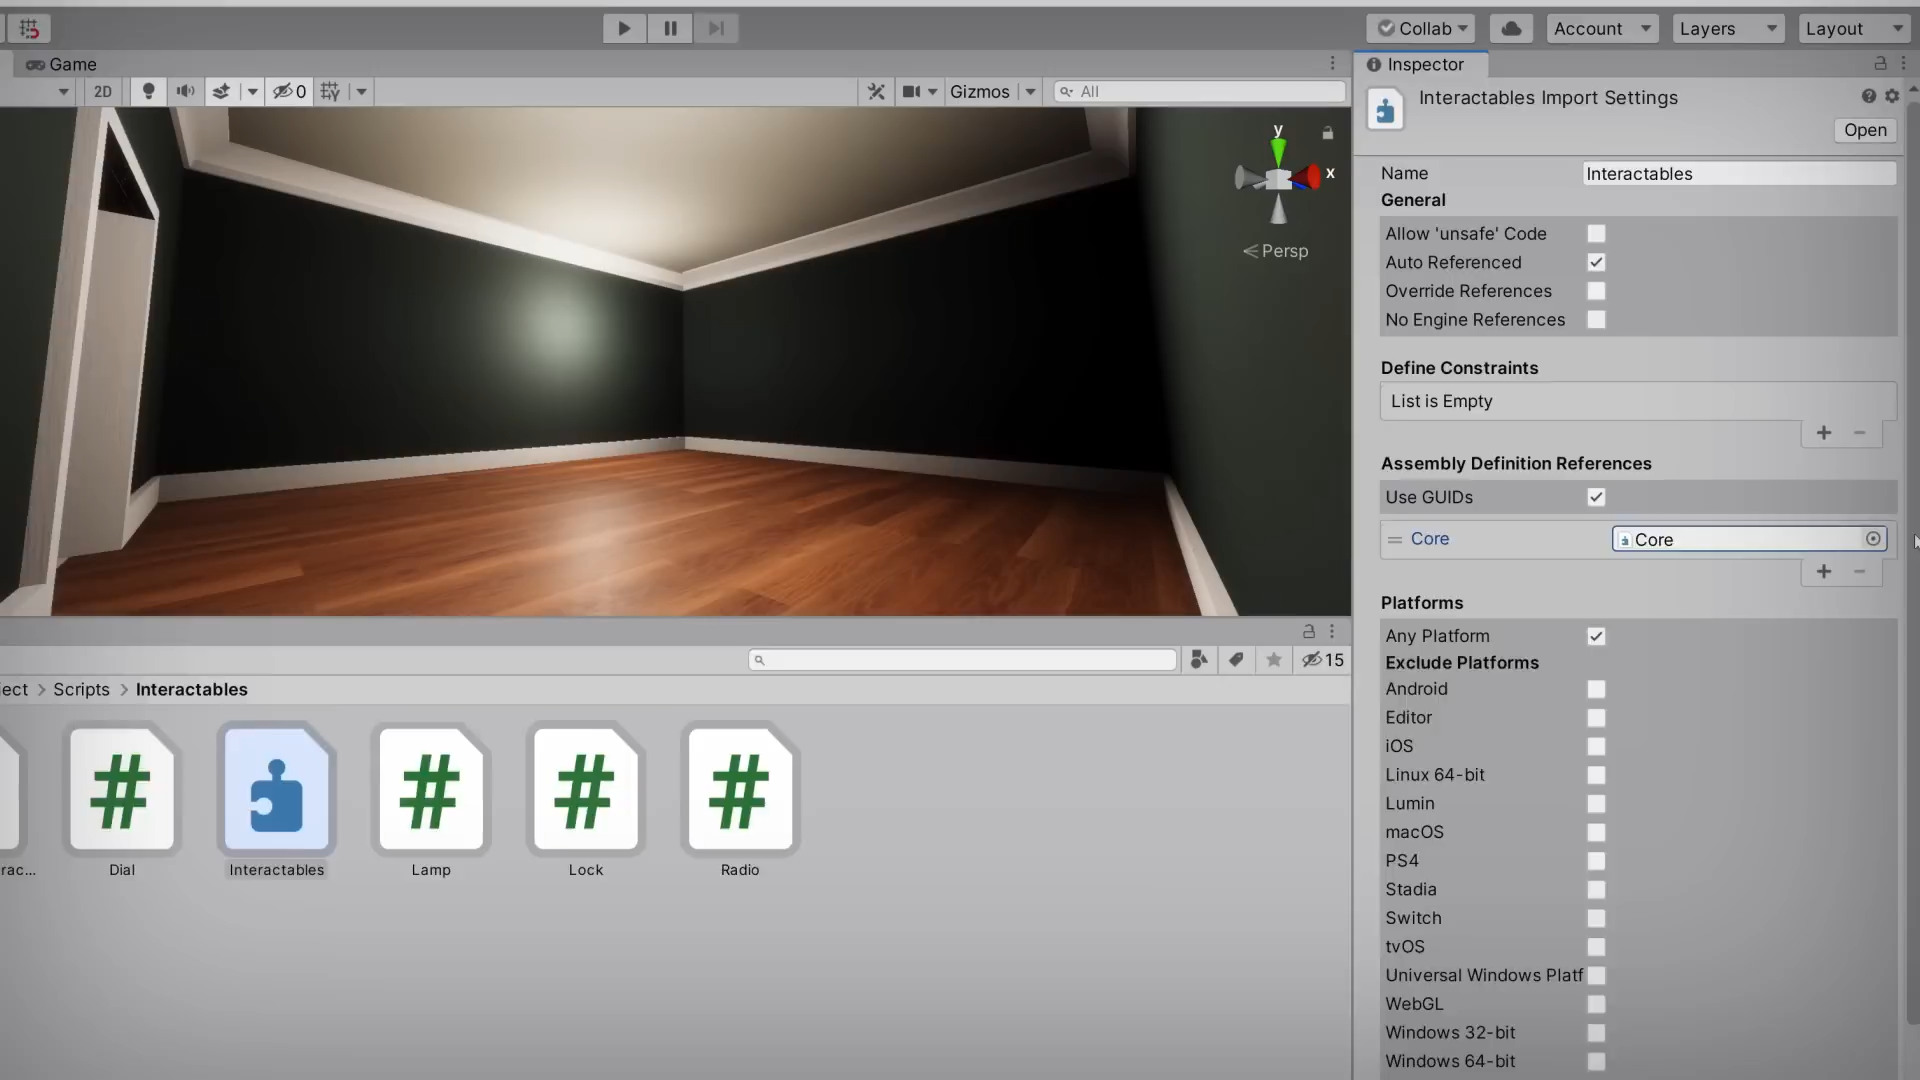 Collab
Account
Layers
Layout
Game
Inspector
2D
0
Gizmos
All
Interactables Import Settings
Open
y
x
Persp
Name
Interactables
General
Allow 'unsafe' Code
Auto Referenced
Override References
No Engine References
Define Constraints
List is Empty
Assembly Definition References
Use GUIDs
Core
Core
Platforms
Any Platform
Exclude Platforms
Android
Editor
iOS
Linux 64-bit
Lumin
macOS
PS4
Stadia
Switch
tvOS
Universal Windows Platf
WebGL
Windows 32-bit
Windows 64-bit
15
ect > Scripts > Interactables
rac...
Dial
Interactables
Lamp
Lock
Radio